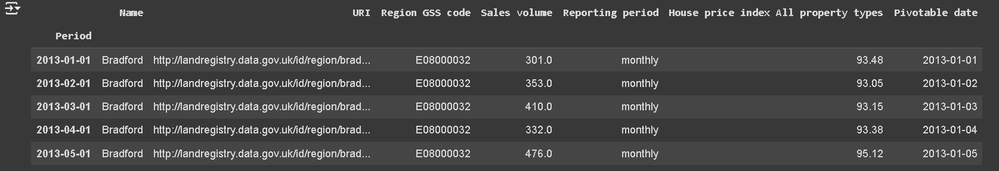 Name URI Region GSS code Sales volume Reporting period House price index All property types Pivotable date
Period
2013-01-01 Bradford http://landregistry.data.gov.uk/id/region/brad... E08000032 301.0 monthly 93.48 2013-01-01
2013-02-01 Bradford http://landregistry.data.gov.uk/id/region/brad... E08000032 353.0 monthly 93.05 2013-01-02
2013-03-01 Bradford http://landregistry.data.gov.uk/id/region/brad... E08000032 410.0 monthly 93.15 2013-01-03
2013-04-01 Bradford http://landregistry.data.gov.uk/id/region/brad... E08000032 332.0 monthly 93.38 2013-01-04
2013-05-01 Bradford http://landregistry.data.gov.uk/id/region/brad... E08000032 476.0 monthly 95.12 2013-01-05